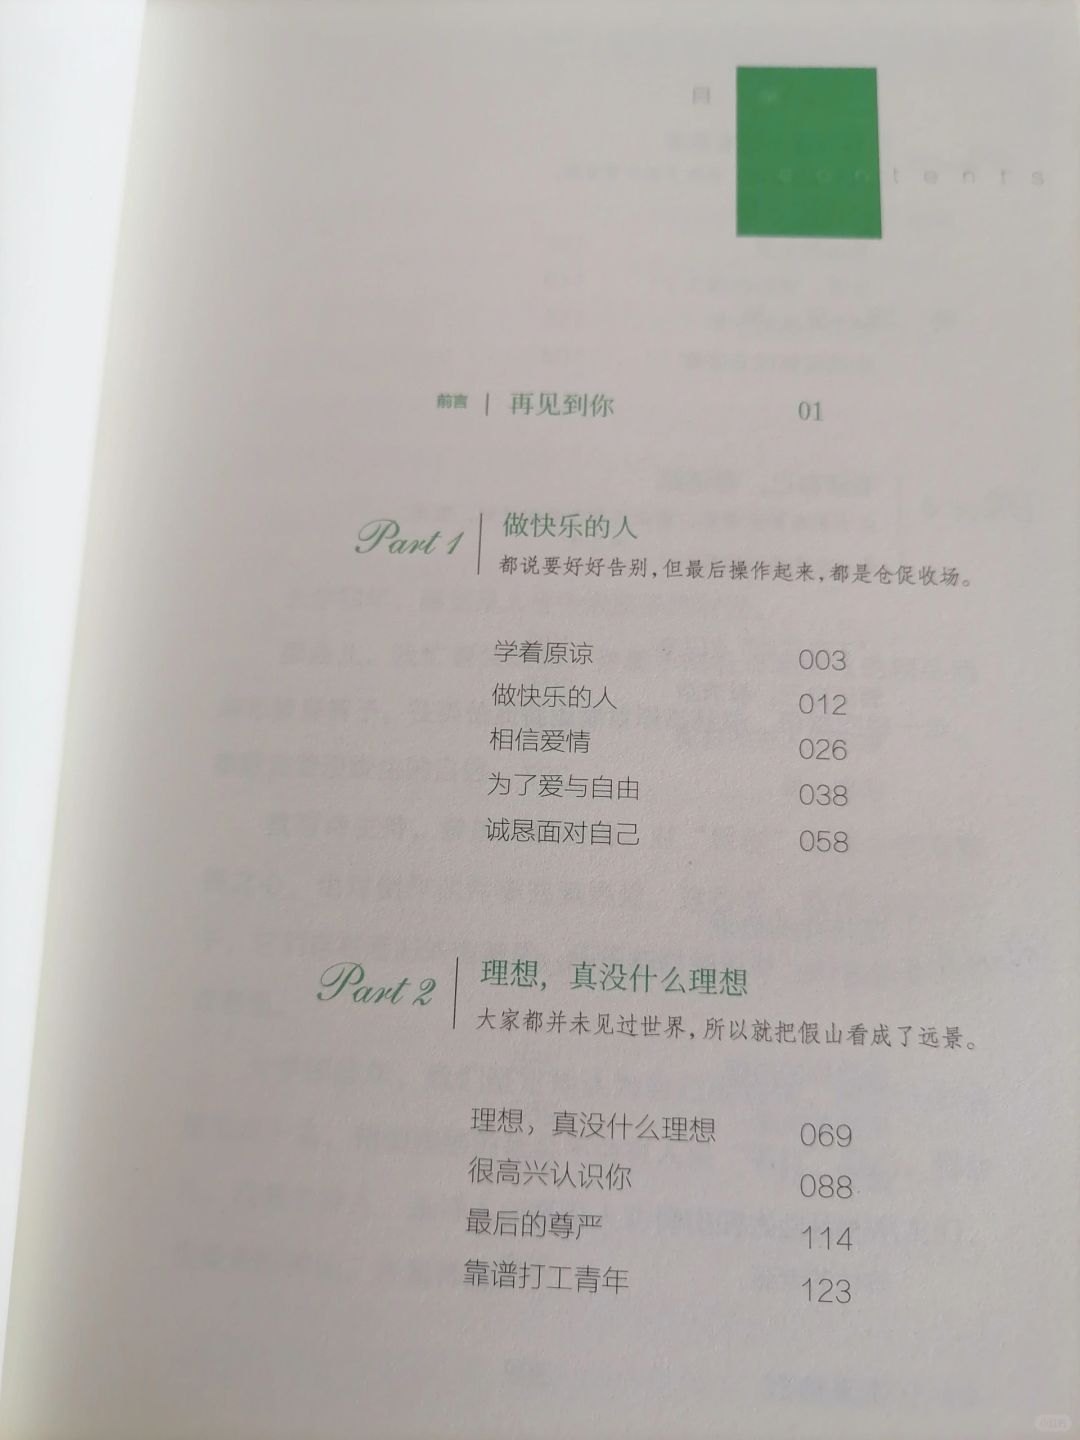 目 录
contents
前言 | 再见到你 01
Part 1 | 做快乐的人
都说要好好告别,但最后操作起来,都是仓促收场。
学着原谅 003
做快乐的人 012
相信爱情 026
为了爱与自由 038
诚恳面对自己 058
Part 2 | 理想，真没什么理想
大家都并未见过世界,所以就把假山看成了远景。
理想，真没什么理想 069
很高兴认识你 088
最后的尊严 114
靠谱打工青年 123
小红书